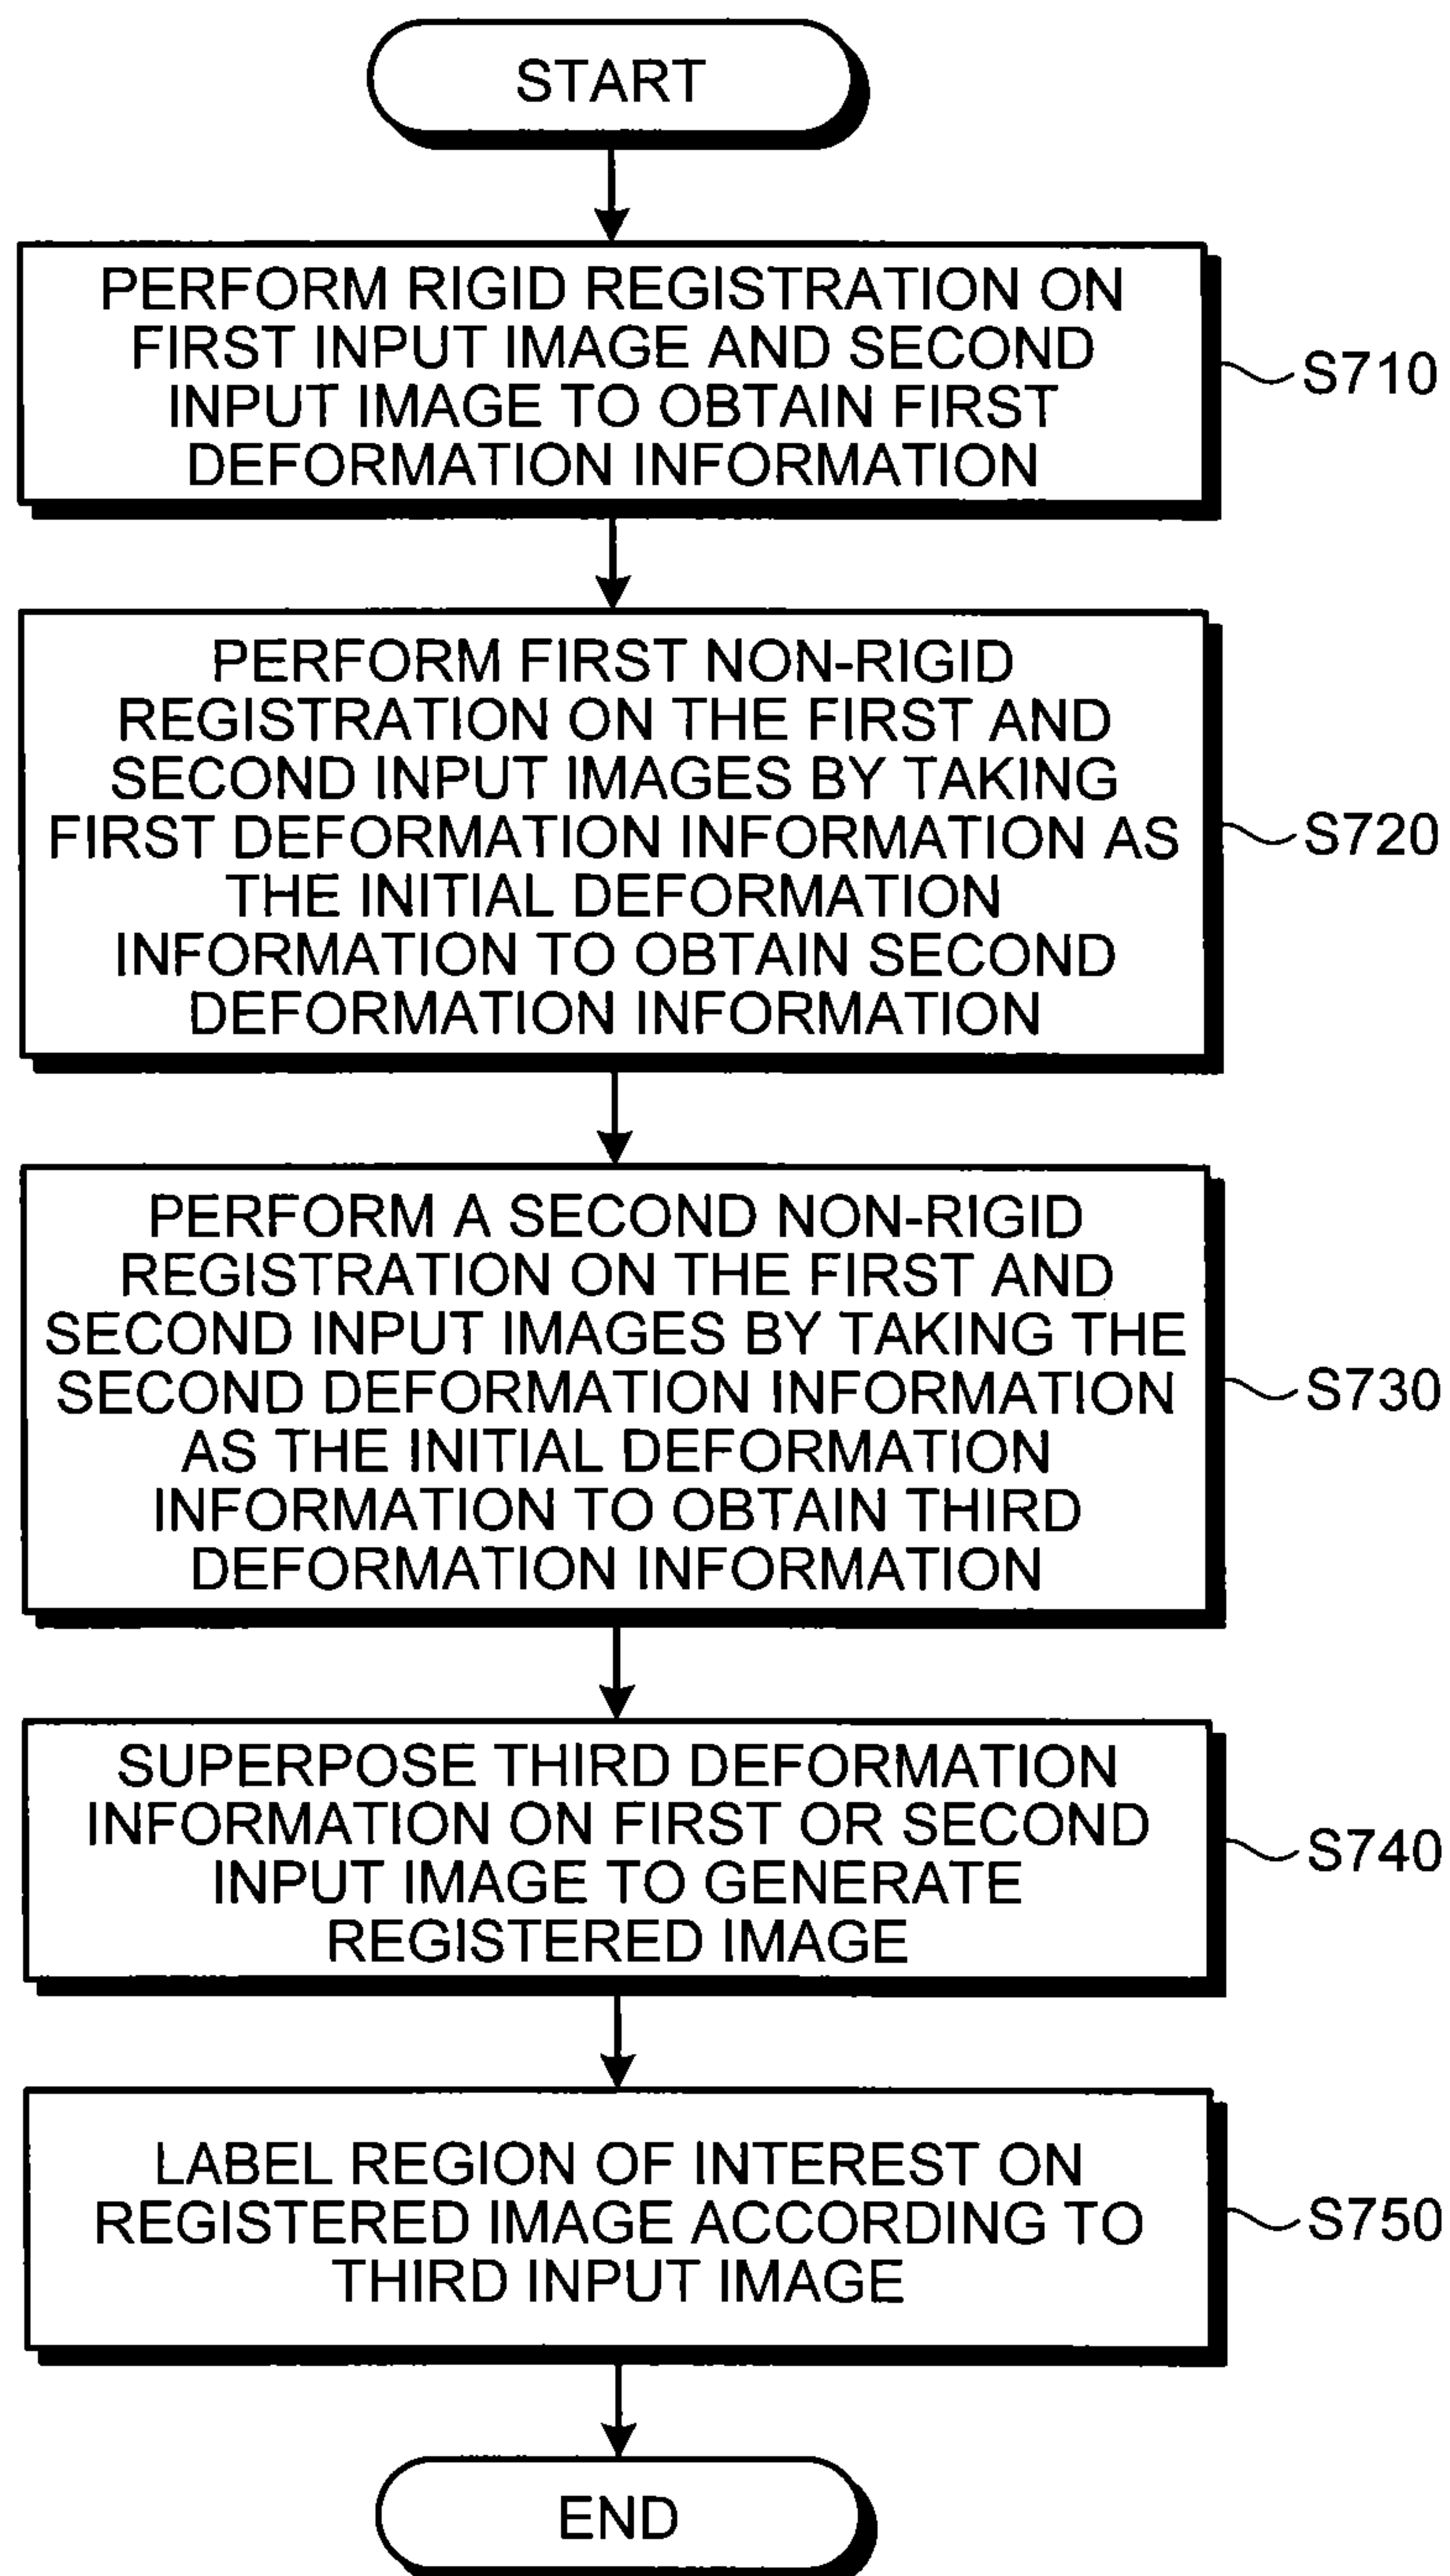 START
PERFORM RIGID REGISTRATION ON
FIRST INPUT IMAGE AND SECOND
INPUT IMAGE TO OBTAIN FIRST
DEFORMATION INFORMATION
S710
PERFORM FIRST NON-RIGID
REGISTRATION ON THE FIRST AND
SECOND INPUT IMAGES BY TAKING
FIRST DEFORMATION INFORMATION AS
THE INITIAL DEFORMATION
INFORMATION TO OBTAIN SECOND
DEFORMATION INFORMATION
S720
PERFORM A SECOND NON-RIGID
REGISTRATION ON THE FIRST AND
SECOND INPUT IMAGES BY TAKING THE
SECOND DEFORMATION INFORMATION
AS THE INITIAL DEFORMATION
INFORMATION TO OBTAIN THIRD
DEFORMATION INFORMATION
S730
SUPERPOSE THIRD DEFORMATION
INFORMATION ON FIRST OR SECOND
INPUT IMAGE TO GENERATE
REGISTERED IMAGE
S740
LABEL REGION OF INTEREST ON
REGISTERED IMAGE ACCORDING TO
THIRD INPUT IMAGE
S750
END